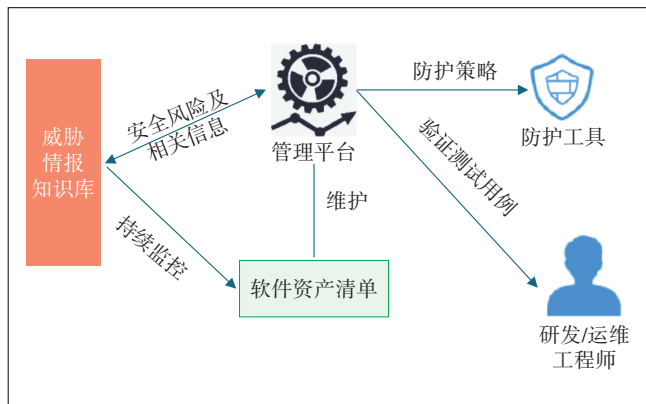 威胁
情报
知识库
安全风险及
相关信息
管理平台
防护策略
防护工具
验证测试用例
维护
持续监控
软件资产清单
研发/运维
工程师